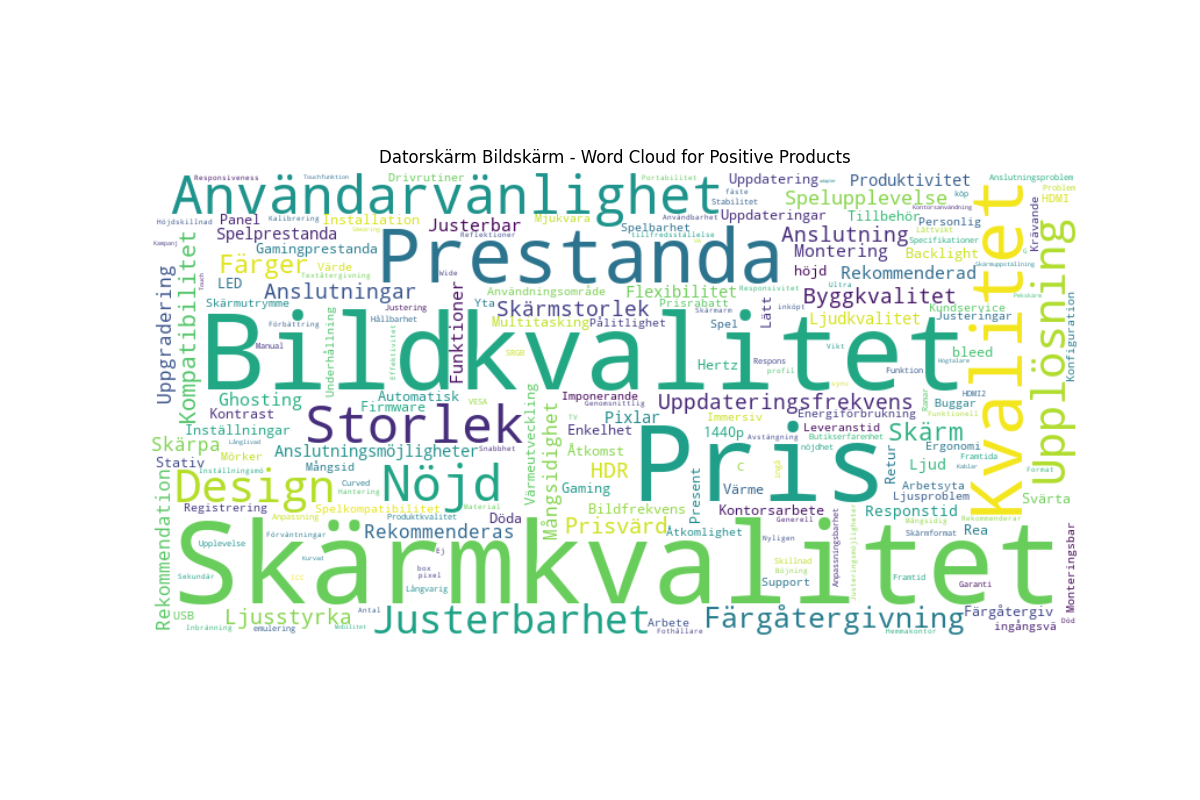 Datorskärm Bildskärm - Word Cloud for Positive Products
Responsiveness
Touchfunktion
Drivrutiner
Portabilitet
Uppdatering
Produktivitet
Anslutningsproblem
Användarvänlighet
fäste
Stabilitet
Spelupplevelse
köp
Problem
HDMI
Höjdskillnad
Panel
Kalibrering
Installation
Justerbar
Mjukvara
Användbarhet
Uppdateringar
Tillbehör
Kontorsanvändning
Personlig
Lättvikt
Krävande
Kampanj
Spelprestanda
Reflektioner
Spelbarhet
Tillfredsställelse
Anslutning
Specifikationer
Gamingprestanda
Prestanda
Montering
Backlight
Färger
Värde
Textåtergivning
Wide
höjd
Rekommenderad
Skärmuppställning
Touch
LED
Anslutningar
Användningsområde
Flexibilitet
Responsivitet
Ultra
Byggkvalitet
Kvalitet
Upplösning
Uppgradering
Kompatibilitet
Skärmutrymme
Justering
Yta
Skärmstorlek
Prisrabatt
Skärmarm
inköpt
Kundservice
Förbättring
Hållbarhet
Multitasking
Pålitlighet
Spel
Lätt
Ljudkvalitet
Justeringar
Konfiguration
Manual
Underhållning
Effektivitet
Funktioner
Bildkvalitet
SRGB
Hertz
Respons
profil
Vikt
Funktion
bleed
Högtalare
Ghosting
Automatisk
Firmware
VESA
Imponerande
Genomsnittlig
Uppdateringsfrekvens
sync
Ramar
HDMI2
Buggar
Funktionell
Kontrast
Storlek
TV
Pixlar
Immersiv
Energiförbrukning
Inställningar
Enkelhet
1440p
Avstängning
Leveranstid
Butikserfarenhet
Skärm
Skärpa
Långlivad
Anslutningsmöjligheter
Snabbhet
Åtkomst
Pris
nöjdhet
Ergonomi
Mörker
Stativ
Inställningsmö
Mångsid
Nöjd
Värmeutveckling
Mångsidighet
HDR
C
ingå
Retur
Ljud
Framtida
Kablar
Format
Design
Curved
Hantering
Gaming
Present
Värme
Arbetsyta
Ljusproblem
Svärta
Rekommendation
Registrering
Spelkompatibilitet
Material
Bildfrekvens
Kontorsarbete
Responstid
Anpassning
Produktkvalitet
Döda
Prisvärd
Generell
Anpassningsbarhet
Justeringsmöjligheter
Mångsidig
Rekommenderar
Förväntningar
Rekommenderas
Åtkomlighet
Nyligen
Skärmformat
Rea
Monteringsbar
Upplevelse
Skärmkvalitet
Ej
Kurvad
box
pixel
Skillnad
Böjning
Sekundär
Långvarig
Support
Framtid
Garanti
USB
Ljusstyrka
Antal
Justerbarhet
Arbete
Färgåtergivning
Färgåtergiv
Död
Inbränning
emulering
Mobilitet
Fothållare
Hemmakontor
ingångsvä